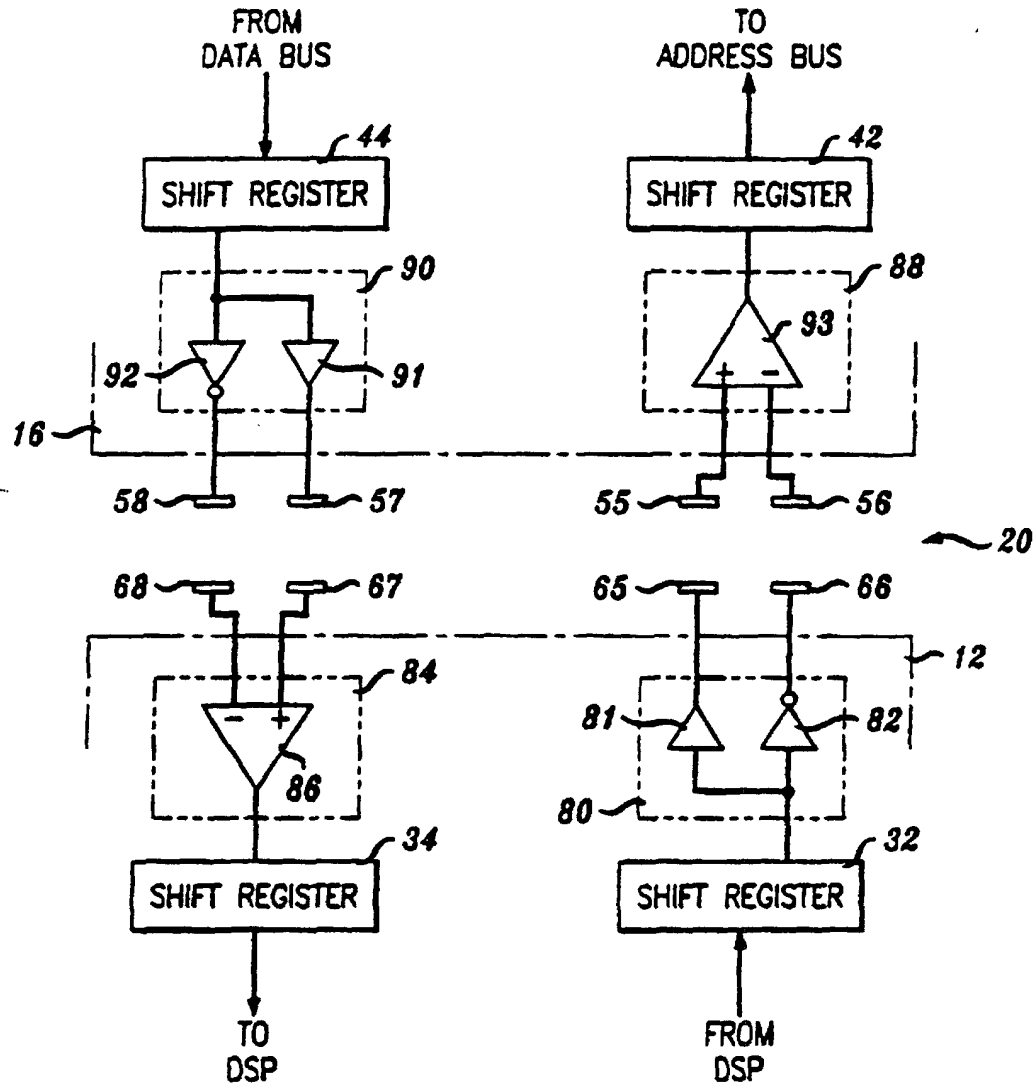 FROM
DATA BUS
TO
ADDRESS BUS
44
42
SHIFT REGISTER
SHIFT REGISTER
90
88
92
91
93
+ -
16
58
57
55
56
20
68
67
65
66
12
84
- +
81
82
86
80
34
32
SHIFT REGISTER
SHIFT REGISTER
TO
DSP
FROM
DSP